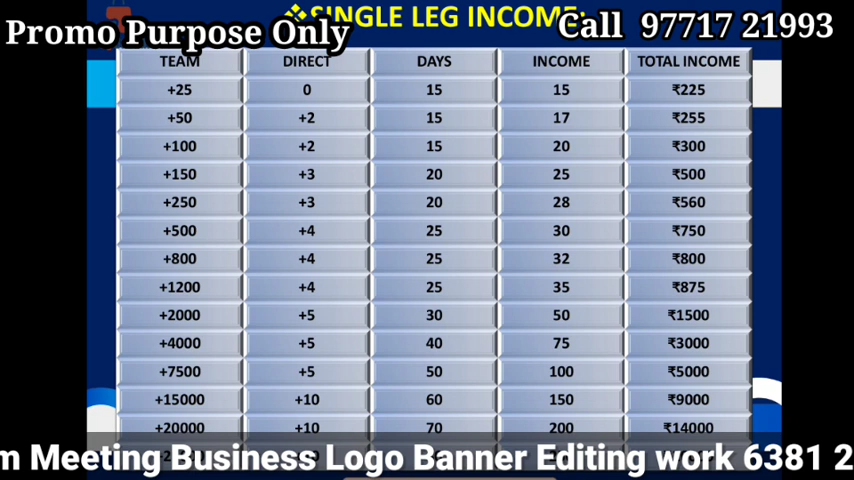 ❖SINGLE LEG INCOME:
Promo Purpose Only
Call 97717 21993
TEAM DIRECT DAYS INCOME TOTAL INCOME
+25 0 15 15 ₹225
+50 +2 15 17 ₹255
+100 +2 15 20 ₹300
+150 +3 20 25 ₹500
+250 +3 20 28 ₹560
+500 +4 25 30 ₹750
+800 +4 25 32 ₹800
+1200 +4 25 35 ₹875
+2000 +5 30 50 ₹1500
+4000 +5 40 75 ₹3000
+7500 +5 50 100 ₹5000
+15000 +10 60 150 ₹9000
+20000 +10 70 200 ₹14000
m Meeting Business Logo Banner Editing work 6381 2